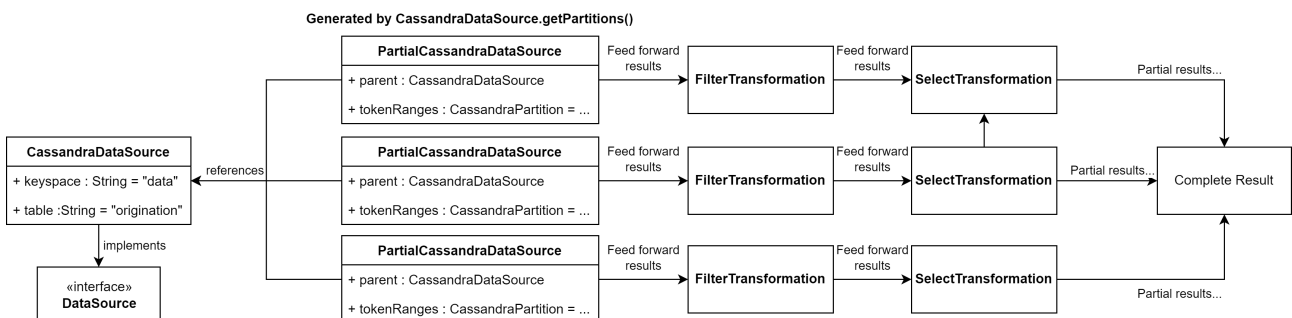 Generated by CassandraDataSource.getPartitions()
PartialCassandraDataSource
+ parent : CassandraDataSource
+ tokenRanges : CassandraPartition = ...
Feed forward
results
FilterTransformation
Feed forward
results
SelectTransformation
Partial results...
CassandraDataSource
+ keyspace : String = "data"
+ table :String = "origination"
references
PartialCassandraDataSource
+ parent : CassandraDataSource
+ tokenRanges : CassandraPartition = ...
Feed forward
results
FilterTransformation
Feed forward
results
SelectTransformation
Partial results...
Complete Result
implements
«interface»
DataSource
PartialCassandraDataSource
+ parent : CassandraDataSource
+ tokenRanges : CassandraPartition = ...
Feed forward
results
FilterTransformation
Feed forward
results
SelectTransformation
Partial results...